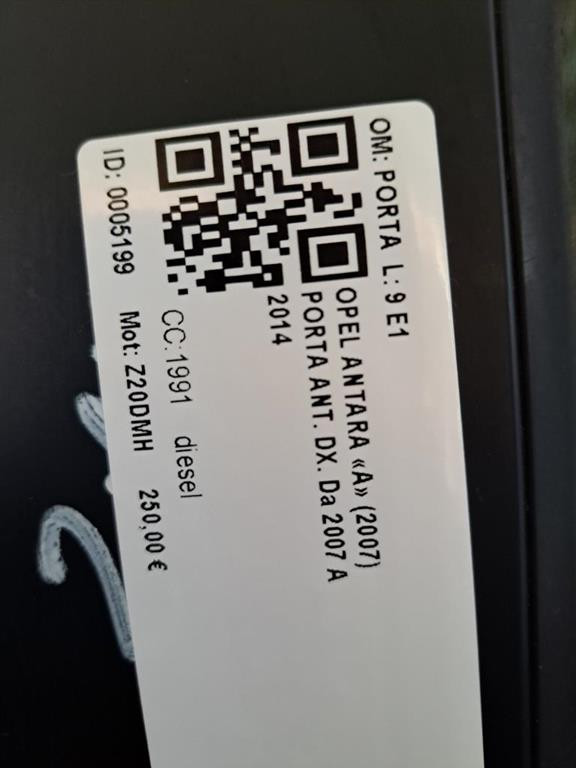 OM: PORTA L: 9 E1
OPEL ANTARA «A» (2007)
PORTA ANT. DX. Da 2007 A
2014
CC:1991 diesel
ID: 0005199 Mot: Z20DMH 250,00 €